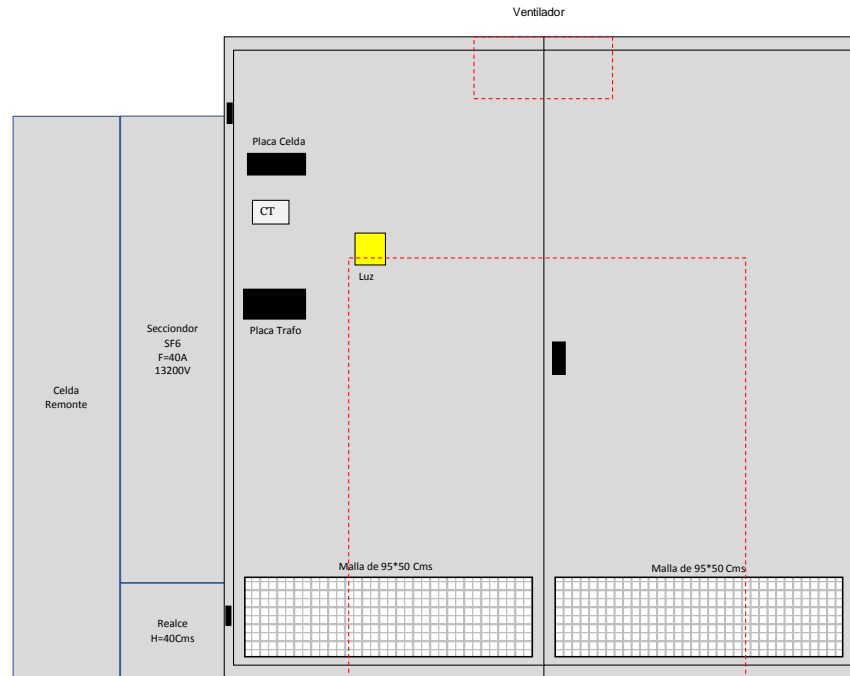 Ventilador
Placa Celda
CT
Luz
Placa Trafo
Secciondor
SF6
F=40A
13200V
Celda
Remonte
Malla de 95*50 Cms
Malla de 95*50 Cms
Realce
H=40Cms